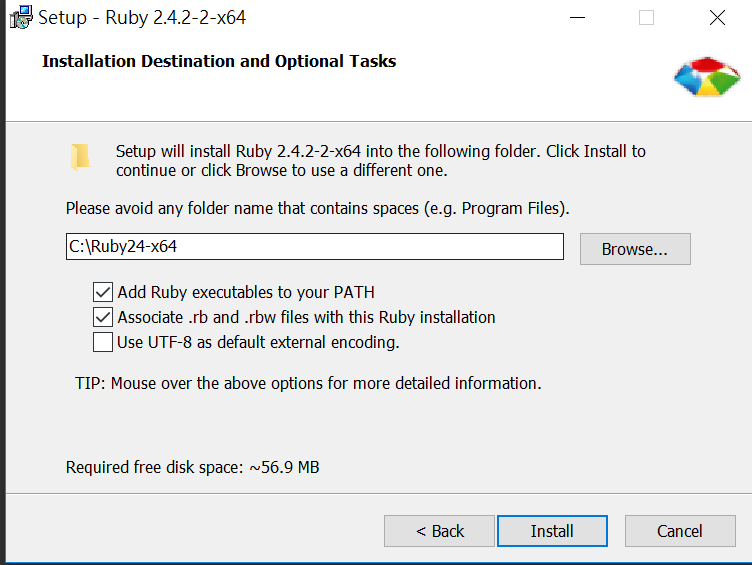 Setup - Ruby 2.4.2-2-x64
Installation Destination and Optional Tasks
Setup will install Ruby 2.4.2-2-x64 into the following folder. Click Install to
continue or click Browse to use a different one.
Please avoid any folder name that contains spaces (e.g. Program Files).
C:\Ruby24-x64
Browse...
Add Ruby executables to your PATH
Associate .rb and .rbw files with this Ruby installation
Use UTF-8 as default external encoding.
TIP: Mouse over the above options for more detailed information.
Required free disk space: ~56.9 MB
< Back
Install
Cancel